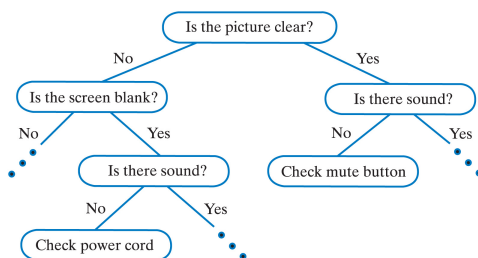 Is the picture clear?
No
Yes
Is the screen blank?
Is there sound?
No
Yes
No
Yes
Is there sound?
Check mute button
No
Yes
Check power cord